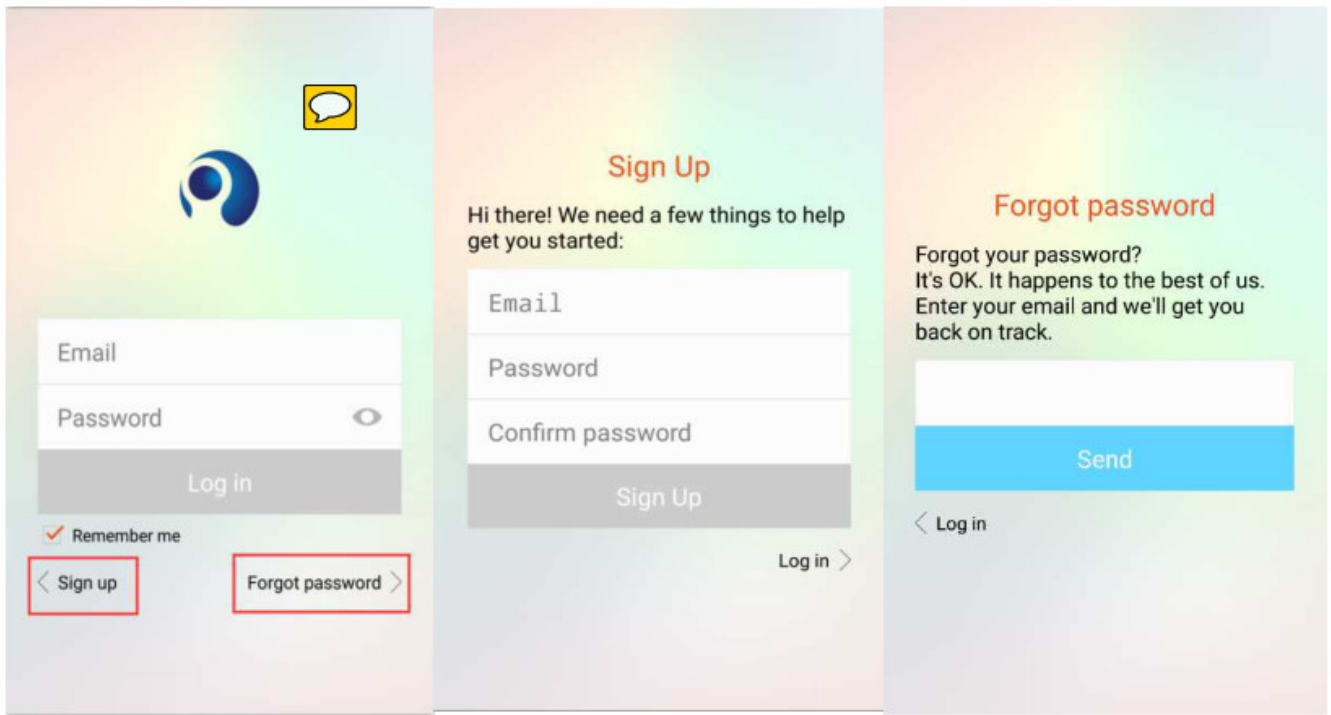 Email
Password
Log in
Remember me
Sign up
Forgot password
Sign Up
Hi there! We need a few things to help
get you started:
Email
Password
Confirm password
Sign Up
Log in
Forgot password
Forgot your password?
It's OK. It happens to the best of us.
Enter your email and we'll get you
back on track.
Send
Log in